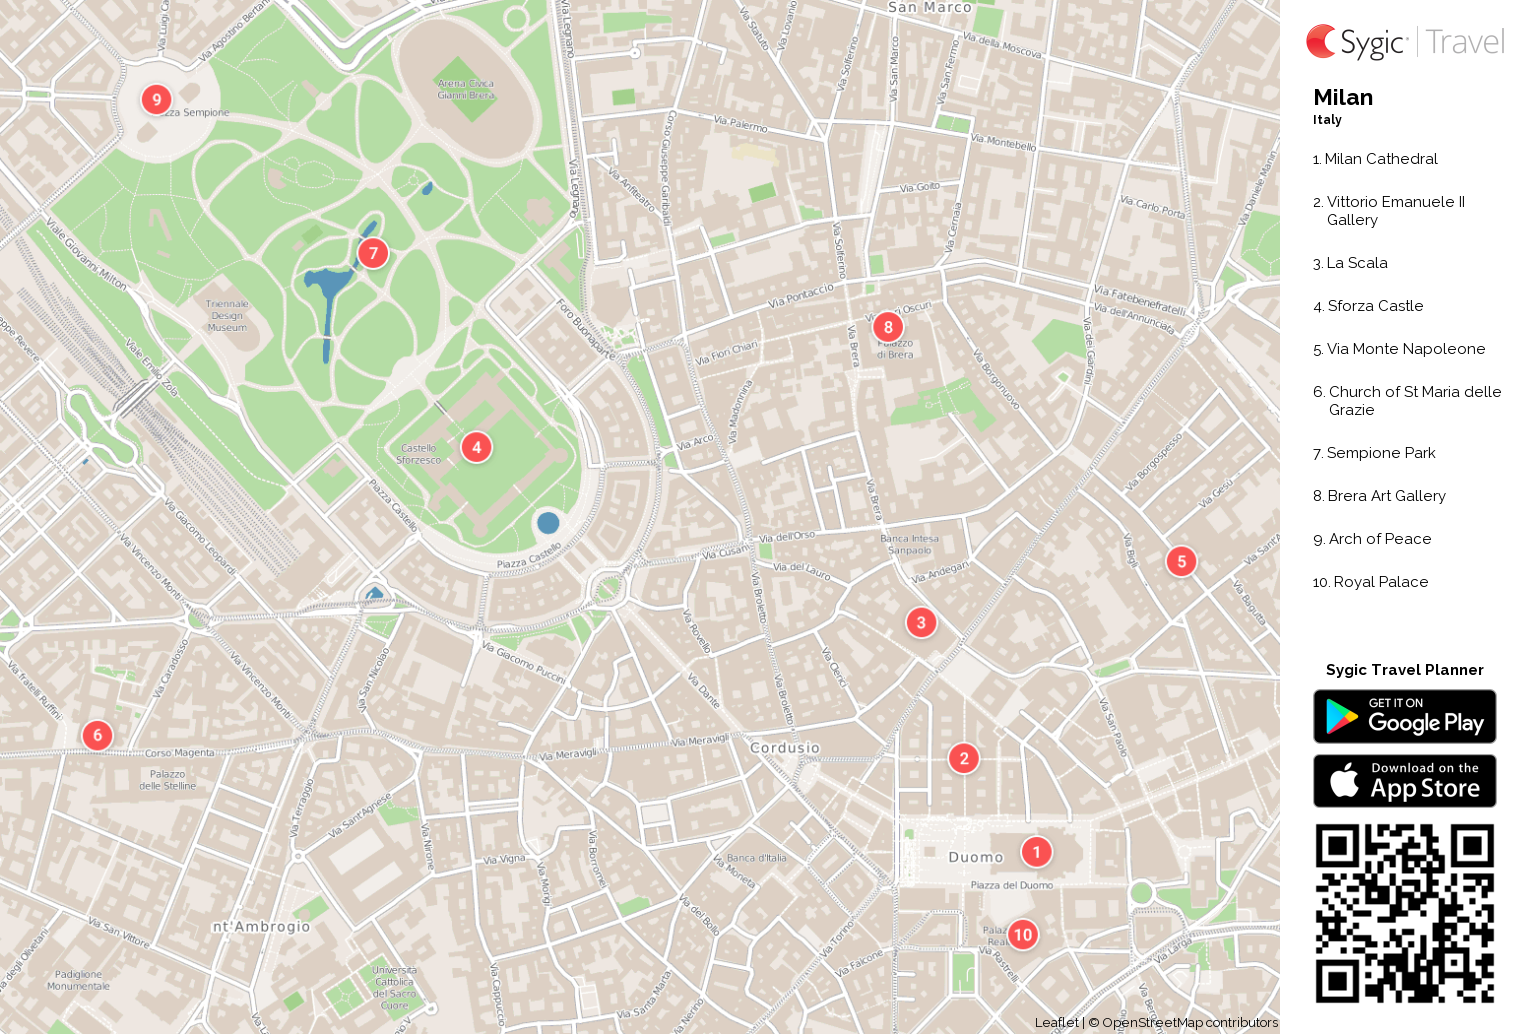 San Marco
Via Luigi Ca
Via Agostino Bertani
Via Legnano
Via Statuto
Via Lovanio
Via Solferino
Via San Marco
Via San Fermo
Via della Moscova
Arena Civica
Gianni Brera
9
zza Sempione
Via Palermo
Corso Giuseppe Garibaldi
Via Montebello
Via Legnano
Via Anfiteatro
Via Goito
Via Daniele Manin
Via Carlo Porta
Via Cernaia
Via Solferino
Viale Giovanni Milton
7
Via Pontaccio
Via Fatebenefratelli
Via dell'Annunciata
Triennale
Design
Museum
Foro Buonaparte
ri Oscuri
8
Palazzo
di Brera
Via Brera
Via Fiori Chiari
Via dei Giardini
Via Borgonuovo
Viale Emilio Zola
Via Madonnina
Castello
Sforzesco
4
Via Arco
Via Borgospesso
Via Gesù
Piazza Castello
Via Brera
Via Giacomo Leopardi
Via Vincenzo Monti
Piazza Castello
Via Cusani
Via dell'Orso
Banca Intesa
Sanpaolo
Via Bigli
Via Sant'A
5
Via del Lauro
Via Andegari
Via Broletto
Via Bagutta
3
Via Rovello
Via Giacomo Puccini
Via Clerici
Via fratelli Ruffini
Via Caradosso
Via Vincenzo Monti
Via San Nicolao
Via Dante
Via Broletto
Via San Paolo
6
Corso Magenta
Via Meravigli
Via Meravigli
Cordusio
2
Palazzo
delle Stelline
Via Terraggio
Via Sant'Agnese
Via Nirone
Via Vigna
Via Morigi
Via Borromei
Banca d'Italia
Via Moneta
Duomo
1
Piazza del Duomo
nt'Ambrogio
Via San Vittore
Via degli Olivetani
Via del Bollo
Via Torino
10
Via Rastrelli
Via Falcone
Via Larga
Padiglione
Monumentale
Università
Cattolica
del Sacro
Cuore
Via Cappuccio
Via Santa Marta
Via Nerino
Leaflet | © OpenStreetMap contributors
Sygic Travel
Milan
Italy
1. Milan Cathedral
2. Vittorio Emanuele II
Gallery
3. La Scala
4. Sforza Castle
5. Via Monte Napoleone
6. Church of St Maria delle
Grazie
7. Sempione Park
8. Brera Art Gallery
9. Arch of Peace
10. Royal Palace
Sygic Travel Planner
GET IT ON
Google Play
Download on the
App Store